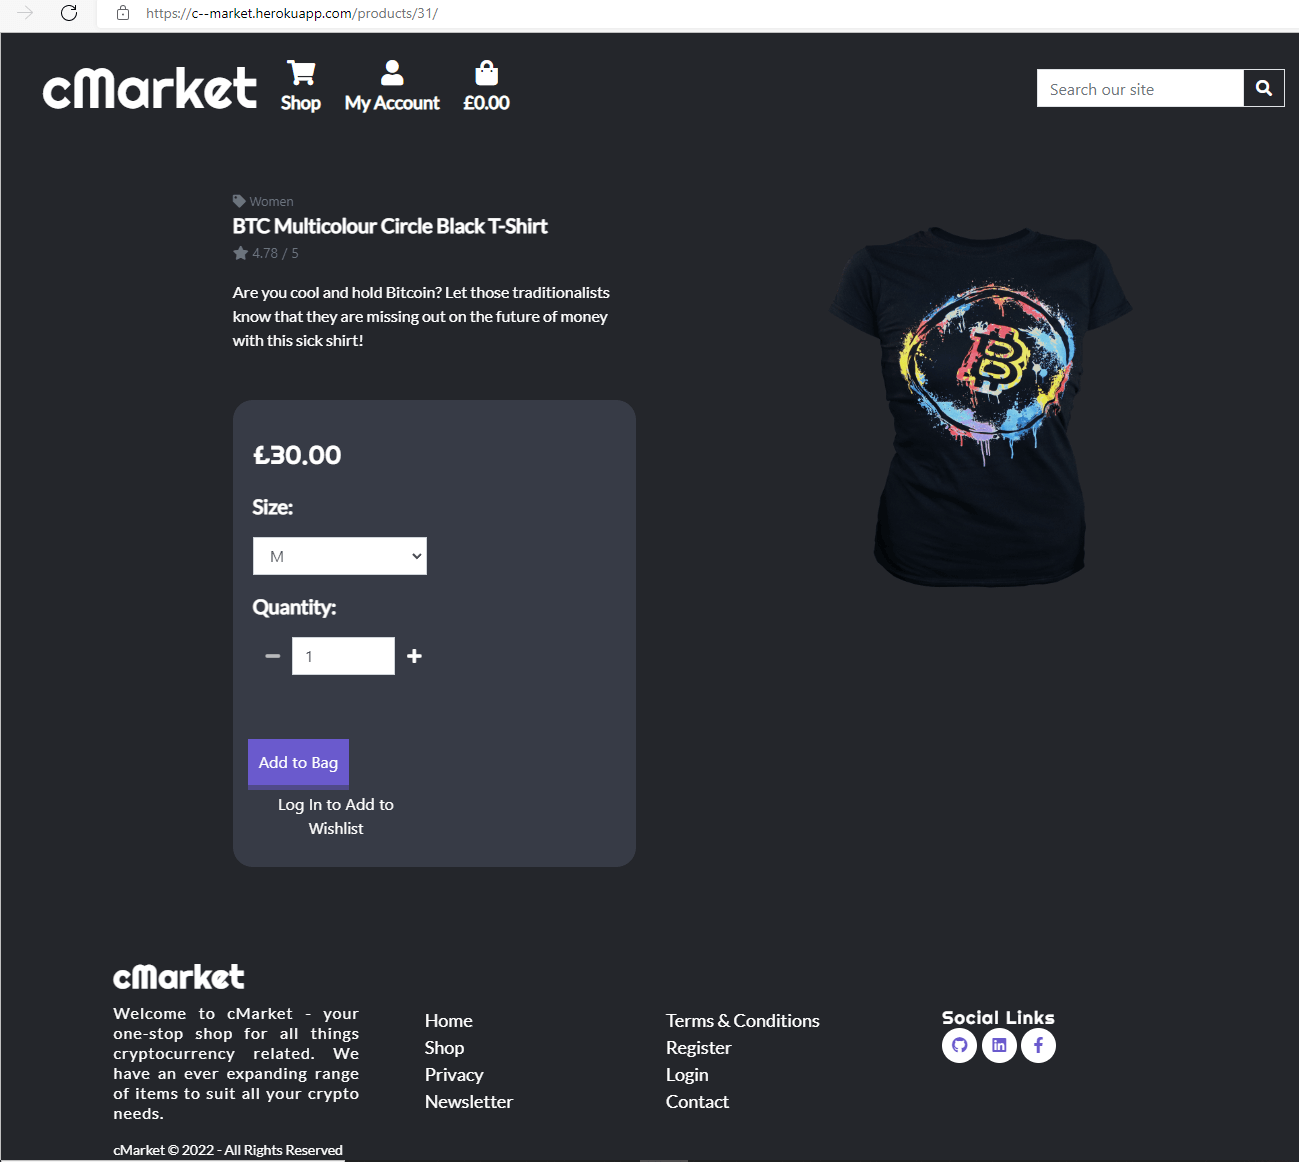 https://c--market.herokuapp.com/products/31/
cMarket
Shop
My Account
£0.00
Search our site
Women
BTC Multicolour Circle Black T-Shirt
4.78 / 5
Are you cool and hold Bitcoin? Let those traditionalists
know that they are missing out on the future of money
with this sick shirt!
£30.00
Size:
M
Quantity:
1
Add to Bag
Log In to Add to
Wishlist
cMarket
Welcome to cMarket - your
one-stop shop for all things
cryptocurrency related. We
have an ever expanding range
of items to suit all your crypto
needs.
cMarket © 2022 - All Rights Reserved
Home
Shop
Privacy
Newsletter
Terms & Conditions
Register
Login
Contact
Social Links